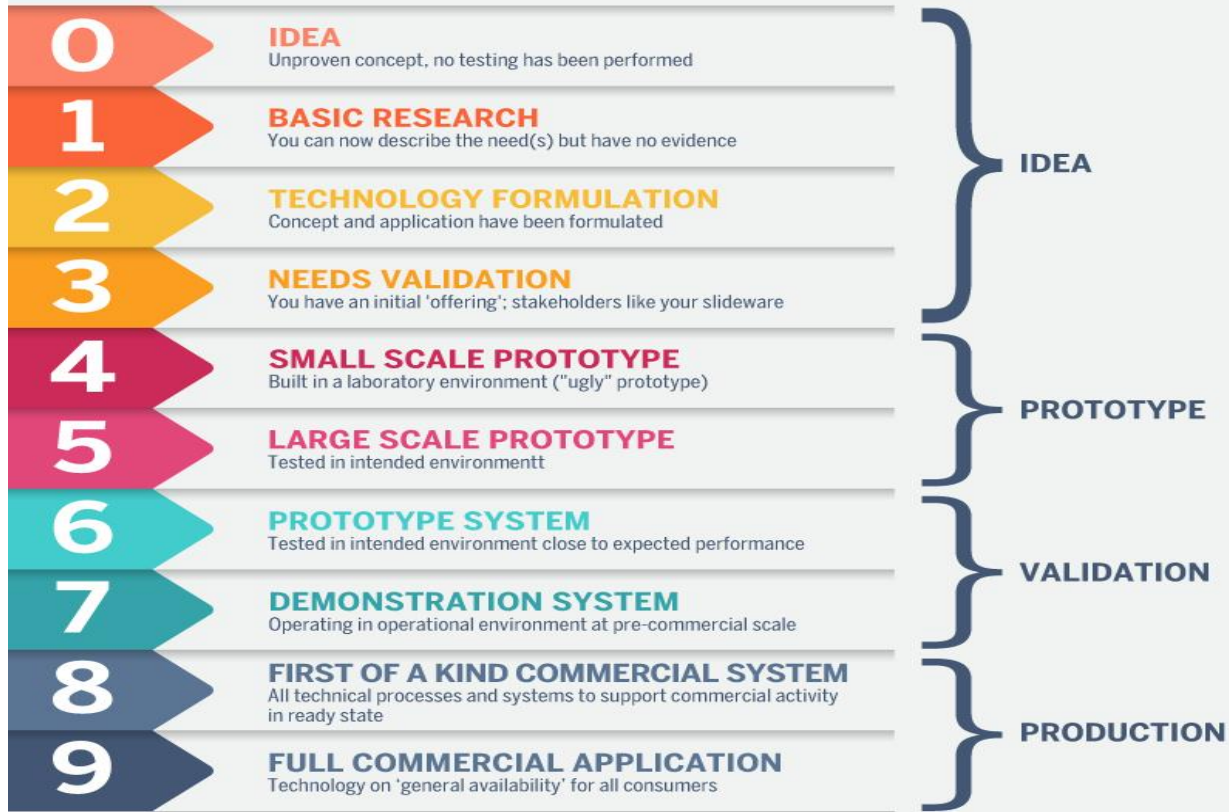 0
IDEA
Unproven concept, no testing has been performed
1
BASIC RESEARCH
You can now describe the need(s) but have no evidence
2
TECHNOLOGY FORMULATION
Concept and application have been formulated
3
NEEDS VALIDATION
You have an initial 'offering'; stakeholders like your slideware
IDEA
4
SMALL SCALE PROTOTYPE
Built in a laboratory environment ("ugly" prototype)
5
LARGE SCALE PROTOTYPE
Tested in intended environmentt
PROTOTYPE
6
PROTOTYPE SYSTEM
Tested in intended environment close to expected performance
7
DEMONSTRATION SYSTEM
Operating in operational environment at pre-commercial scale
VALIDATION
8
FIRST OF A KIND COMMERCIAL SYSTEM
All technical processes and systems to support commercial activity
in ready state
9
FULL COMMERCIAL APPLICATION
Technology on ‘general availability’ for all consumers
PRODUCTION